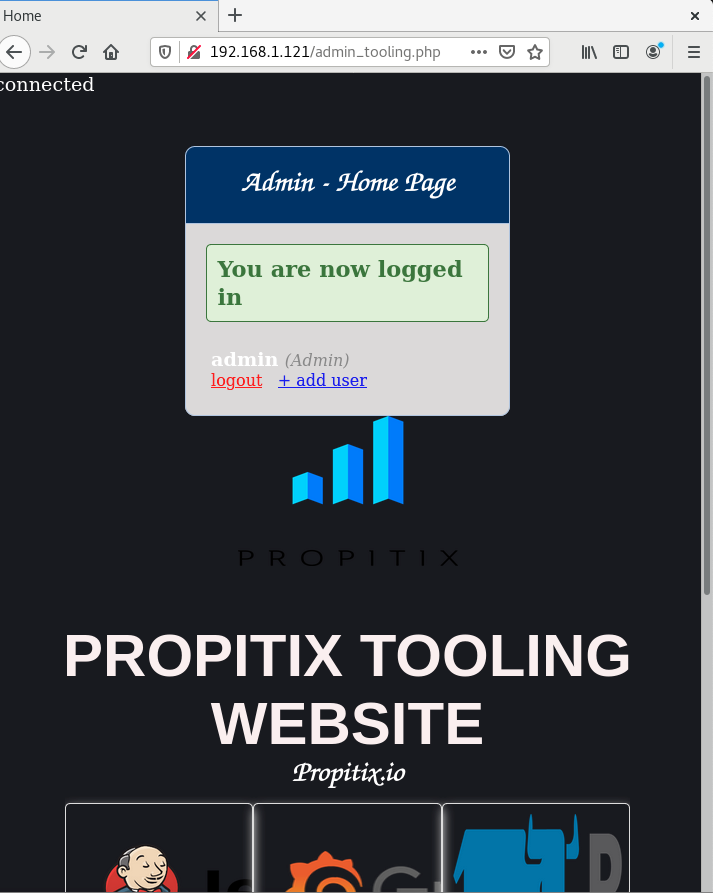 Home
192.168.1.121/admin_tooling.php
connected
Admin - Home Page
You are now logged
in
admin (Admin)
logout + add user
PROPITIX
PROPITIX TOOLING
WEBSITE
Propitix.io